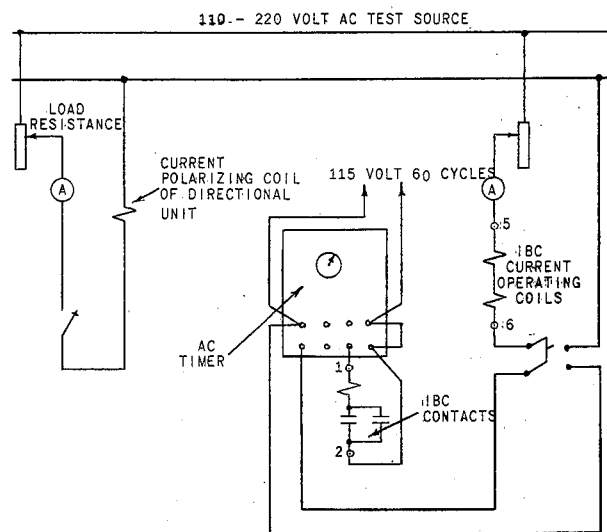 110 - 220 VOLT AC TEST SOURCE
LOAD
RESISTANCE
A
CURRENT
POLARIZING COIL
OF DIRECTIONAL
UNIT
115 VOLT 60 CYCLES
A
5
IBC
CURRENT
OPERATING
COILS
6
AC
TIMER
1
IBC
CONTACTS
2